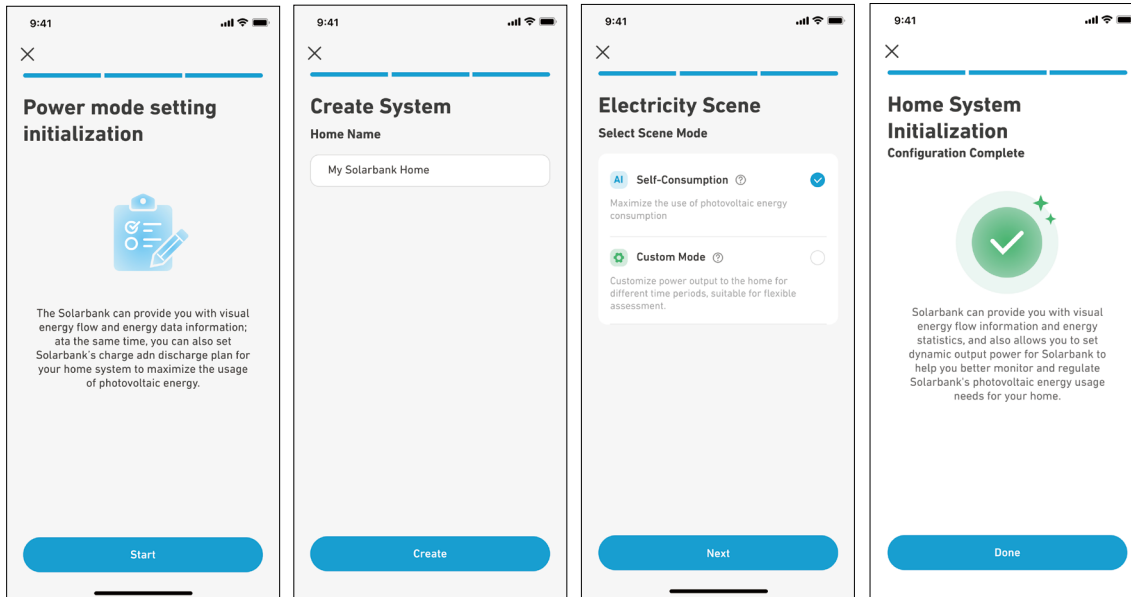 9:41
Power mode setting
initialization
The Solarbank can provide you with visual
energy flow and energy data information;
ata the same time, you can also set
Solarbank's charge adn discharge plan for
your home system to maximize the usage
of photovoltaic energy.
Start
9:41
Create System
Home Name
My Solarbank Home
Create
9:41
Electricity Scene
Select Scene Mode
AI Self-Consumption ?
Maximize the use of photovoltaic energy
consumption
Custom Mode ?
Customize power output to the home for
different time periods, suitable for flexible
assessment.
Next
9:41
Home System
Initialization
Configuration Complete
Solarbank can provide you with visual
energy flow information and energy
statistics, and also allows you to set
dynamic output power for Solarbank to
help you better monitor and regulate
Solarbank's photovoltaic energy usage
needs for your home.
Done